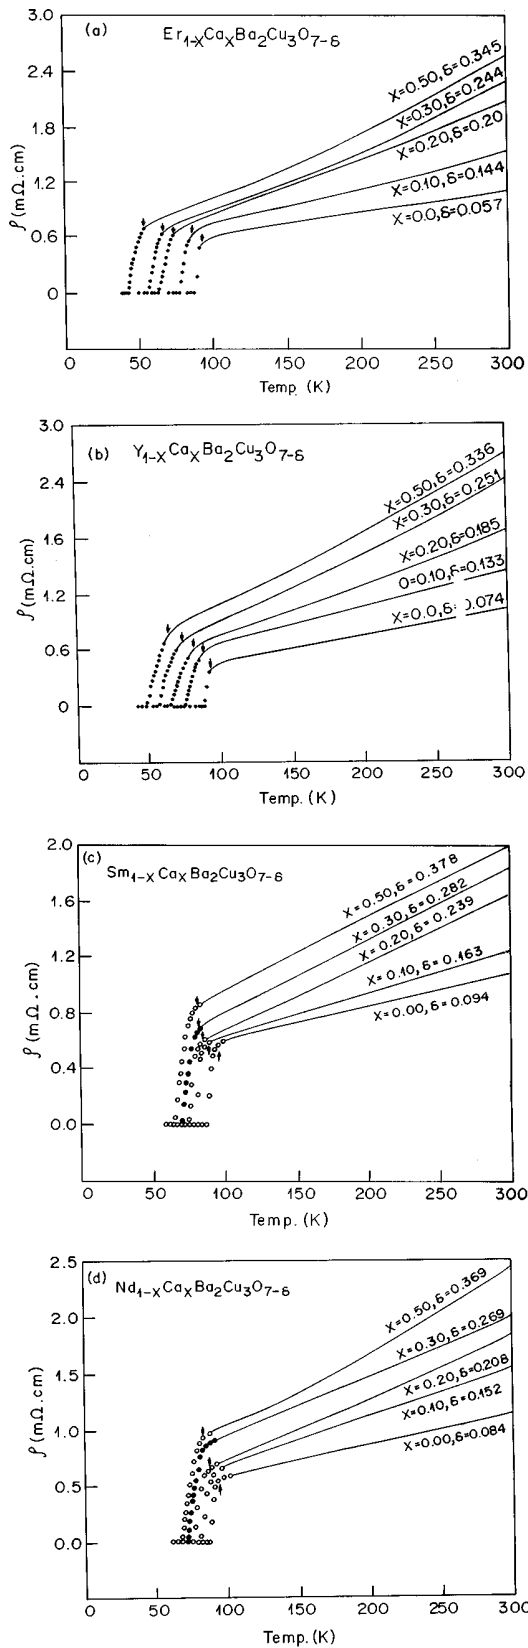 (a) Er₁₋ₓCaₓBa₂Cu₃O₇₋δ
3.0
2.4
1.8
1.2
0.6
0
ρ(mΩ.cm)
X=0.50,δ=0.345
X=0.30,δ=0.244
X=0.20,δ=0.20
X=0.10,δ=0.144
X=0.0,δ=0.057
0 50 100 150 200 250 300
Temp. (K)
(b) Y₁₋ₓCaₓBa₂Cu₃O₇₋δ
3.0
2.4
1.6
1.2
0.6
0
ρ(mΩ.cm)
X=0.50,δ=0.336
X=0.30,δ=0.251
X=0.20,δ=0.185
0=0.10,δ=0.133
X=0.0,δ= 0.074
0 50 100 150 200 250 300
Temp. (K)
(c) Sm₁₋ₓCaₓBa₂Cu₃O₇₋δ
2.0
1.6
1.2
0.8
0.4
0.0
ρ(mΩ.cm)
X=0.50,δ=0.378
X=0.30,δ=0.282
X=0.20,δ=0.239
X=0.10,δ=0.163
X=0.00,δ=0.094
0 50 100 150 200 250 300
Temp. (K)
(d) Nd₁₋ₓCaₓBa₂Cu₃O₇₋δ
2.5
2.0
1.5
1.0
0.5
0.0
ρ(mΩ.cm)
X=0.50,δ=0.369
X=0.30,δ=0.269
X=0.20,δ=0.208
X=0.10,δ=0.152
X=0.00,δ=0.084
0 50 100 150 200 250 300
Temp. (K)